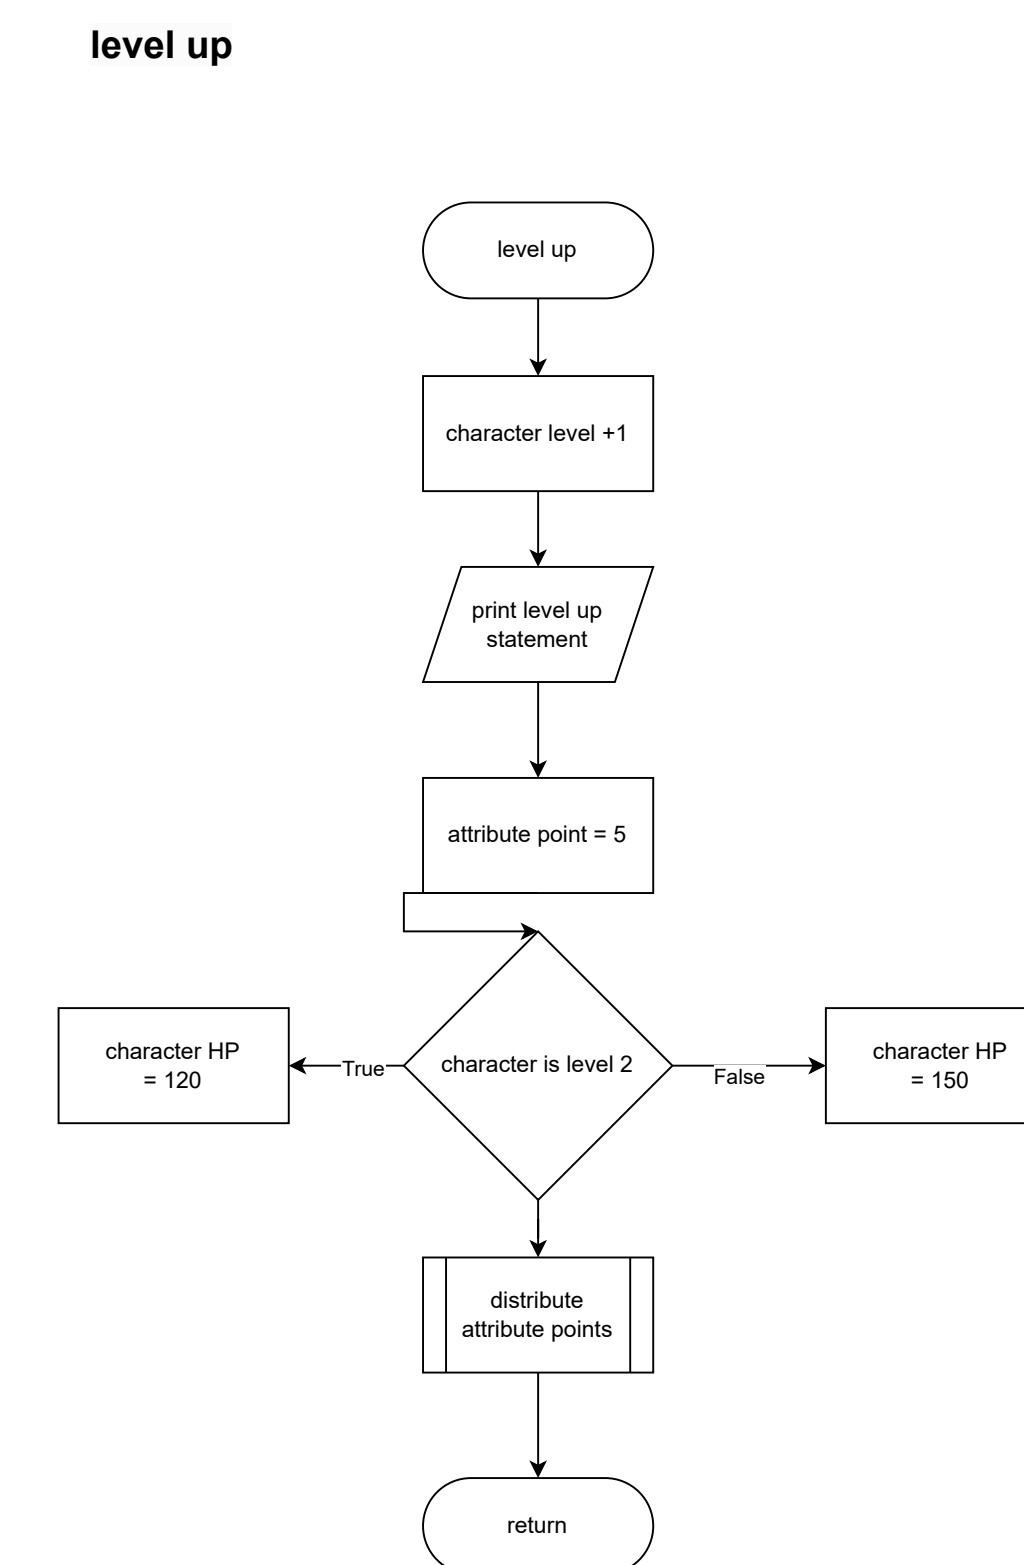 level up
level up
character level +1
print level up
statement
attribute point = 5
character HP
= 120
True
character is level 2
False
character HP
= 150
distribute
attribute points
return